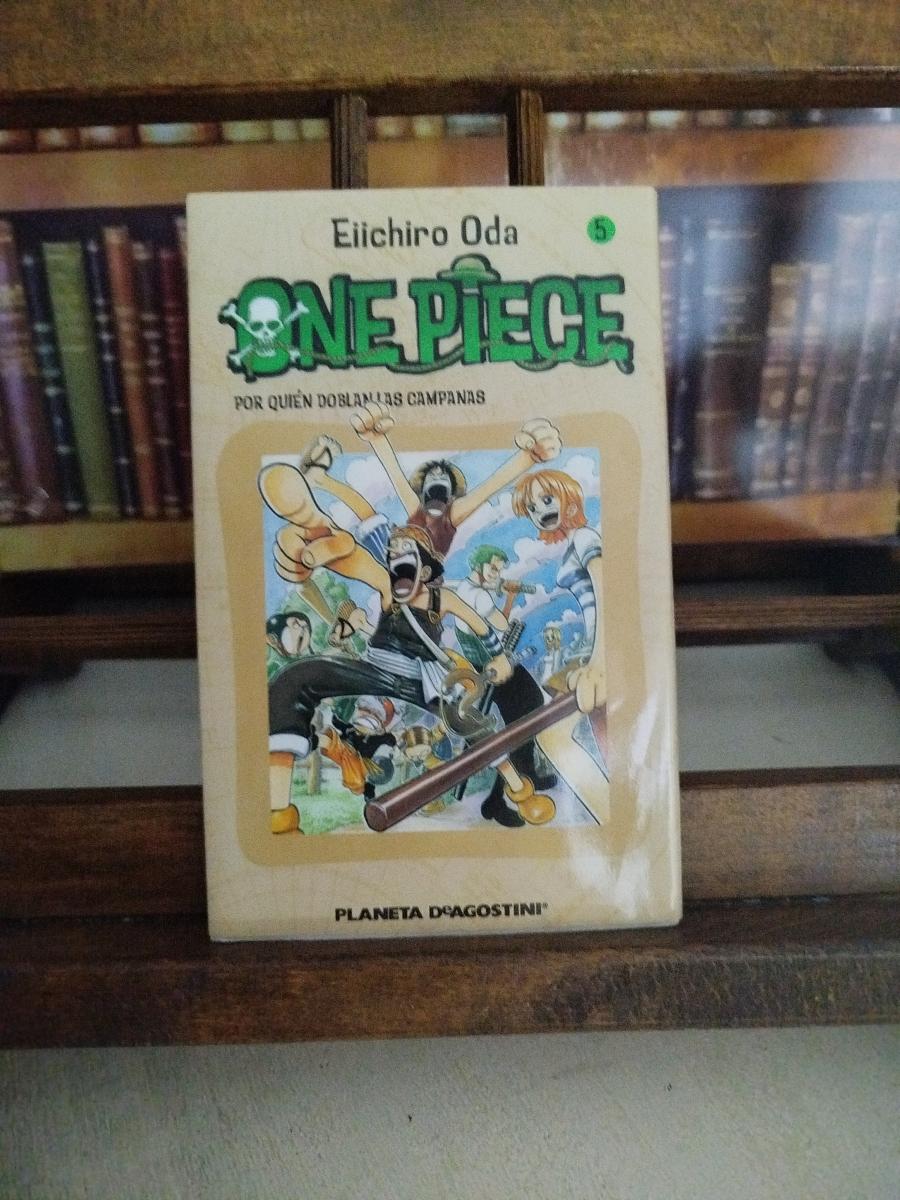 Eiichiro Oda 5
ONE PIECE
POR QUIÉN DOBLAN LAS CAMPANAS
PLANETA DeAGOSTINI®